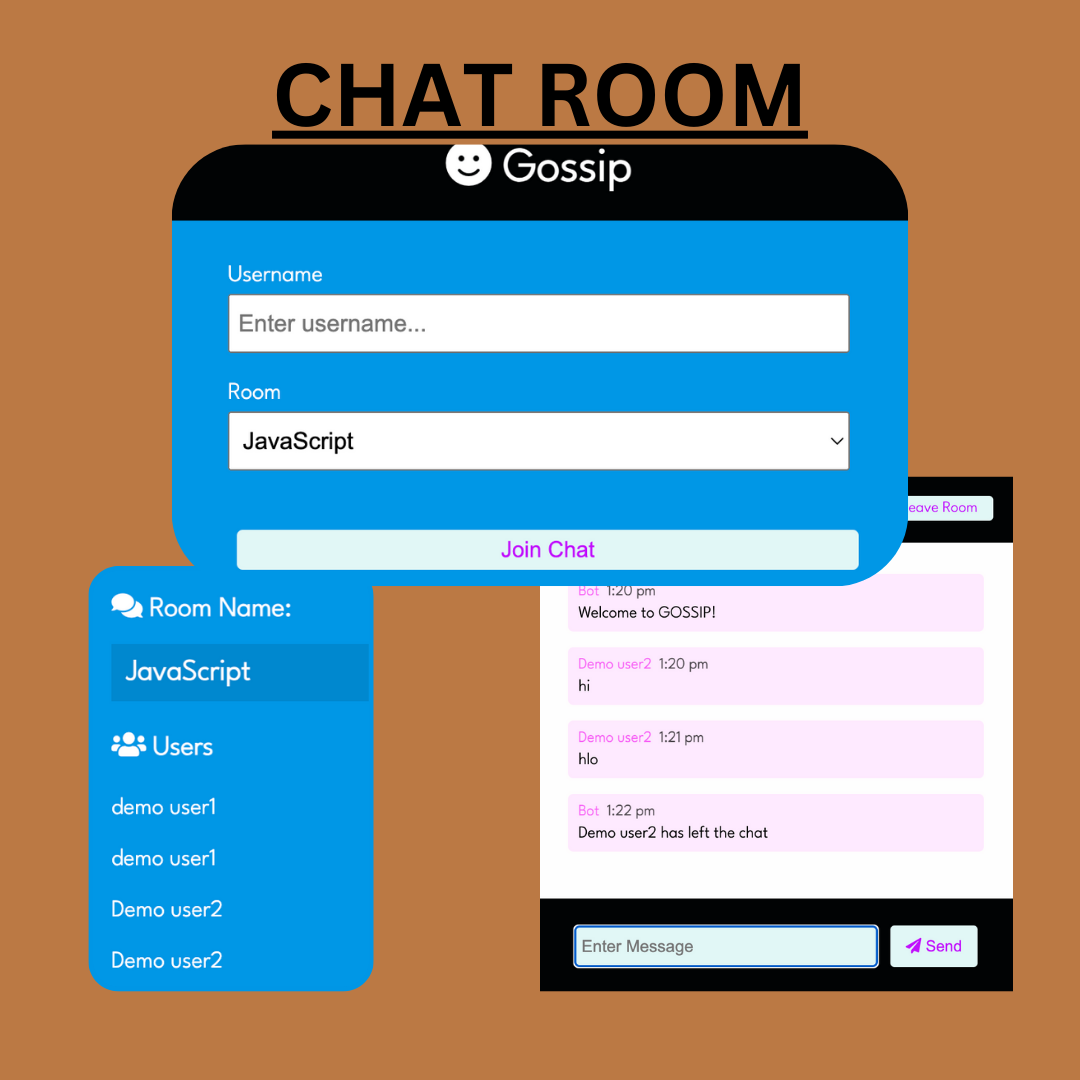 CHAT ROOM
Gossip
Username
Enter username...
Room
JavaScript
Join Chat
Room Name:
JavaScript
Users
demo user1
demo user1
Demo user2
Demo user2
eave Room
Bot 1:20 pm
Welcome to GOSSIP!
Demo user2 1:20 pm
hi
Demo user2 1:21 pm
hlo
Bot 1:22 pm
Demo user2 has left the chat
Enter Message
Send